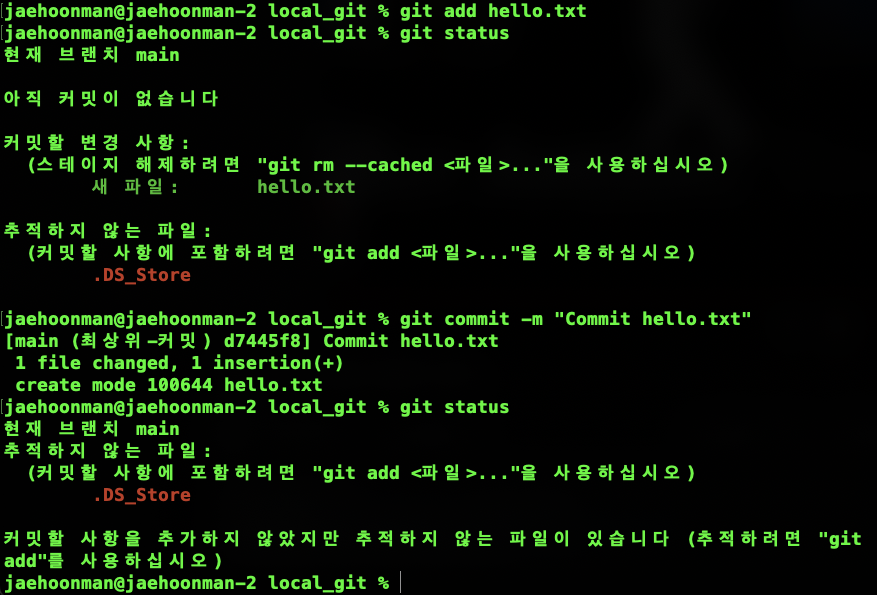 jaehoonman@jaehoonman-2 local_git % git add hello.txt
jaehoonman@jaehoonman-2 local_git % git status
현재 브랜치 main
아직 커밋이 없습니다
커밋할 변경 사항:
(스테이지 해제하려면 "git rm --cached <파일>..."을 사용하십시오)
새 파일: hello.txt
추적하지 않는 파일:
(커밋할 사항에 포함하려면 "git add <파일>..."을 사용하십시오)
.DS_Store
jaehoonman@jaehoonman-2 local_git % git commit -m "Commit hello.txt"
[main (최상위-커밋) d7445f8] Commit hello.txt
1 file changed, 1 insertion(+)
create mode 100644 hello.txt
jaehoonman@jaehoonman-2 local_git % git status
현재 브랜치 main
추적하지 않는 파일:
(커밋할 사항에 포함하려면 "git add <파일>..."을 사용하십시오)
.DS_Store
커밋할 사항을 추가하지 않았지만 추적하지 않는 파일이 있습니다 (추적하려면 "git
add"를 사용하십시오)
jaehoonman@jaehoonman-2 local_git %